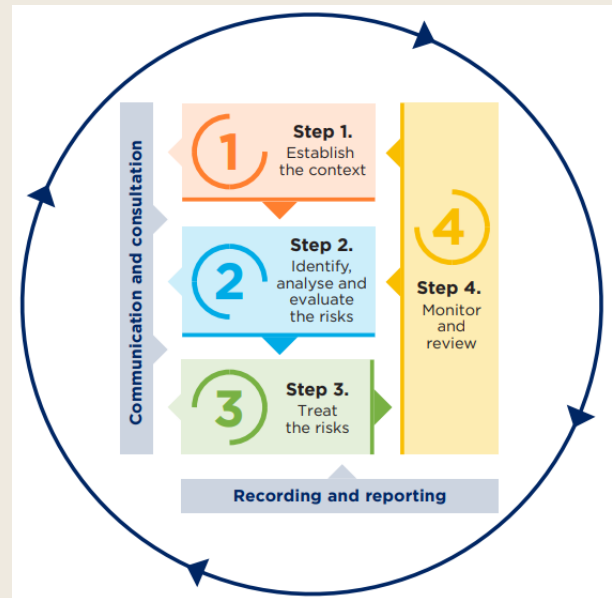 Communication and consultation
1
Step 1.
Establish
the context
2
Step 2.
Identify,
analyse and
evaluate
the risks
3
Step 3.
Treat
the risks
4
Step 4.
Monitor
and
review
Recording and reporting